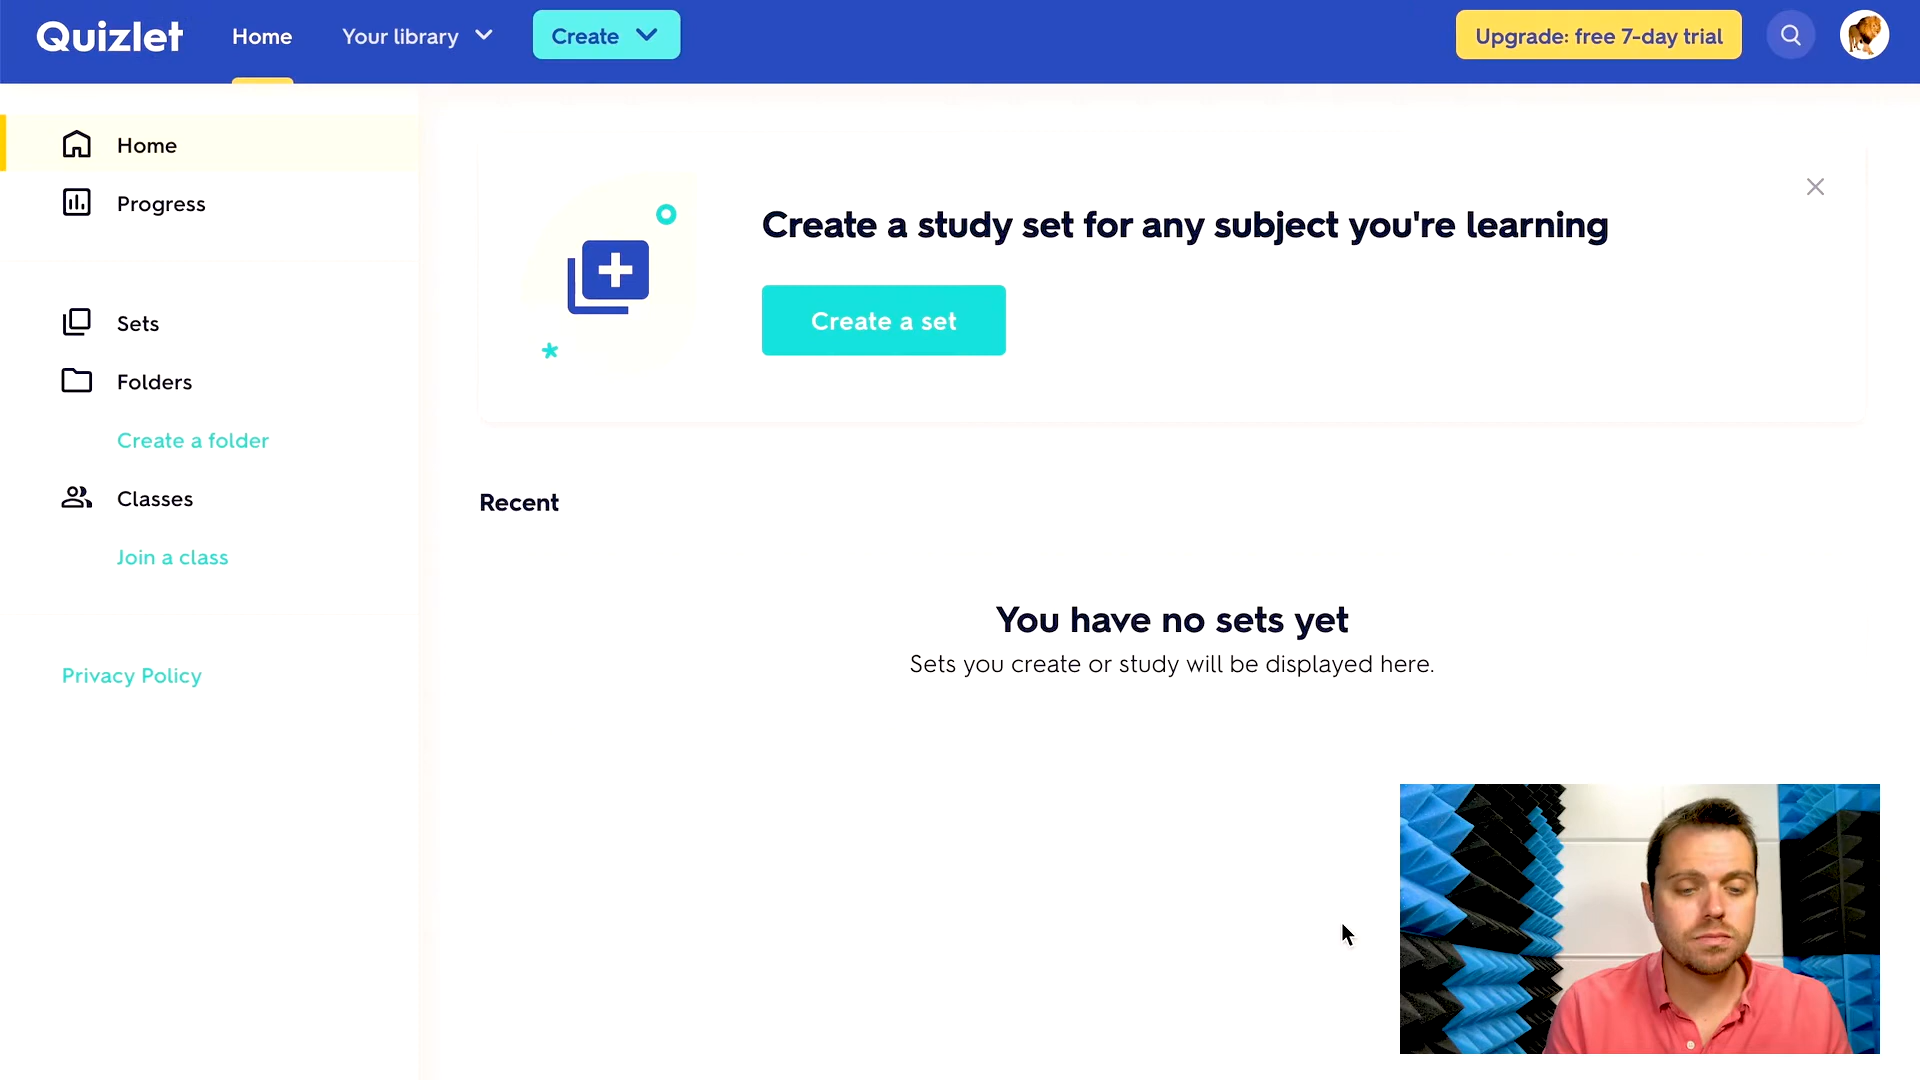 Quizlet
Home
Your library
Create
Upgrade: free 7-day trial
Home
Progress
Sets
Folders
Create a folder
Classes
Join a class
Privacy Policy
Create a study set for any subject you're learning
Create a set
Recent
You have no sets yet
Sets you create or study will be displayed here.